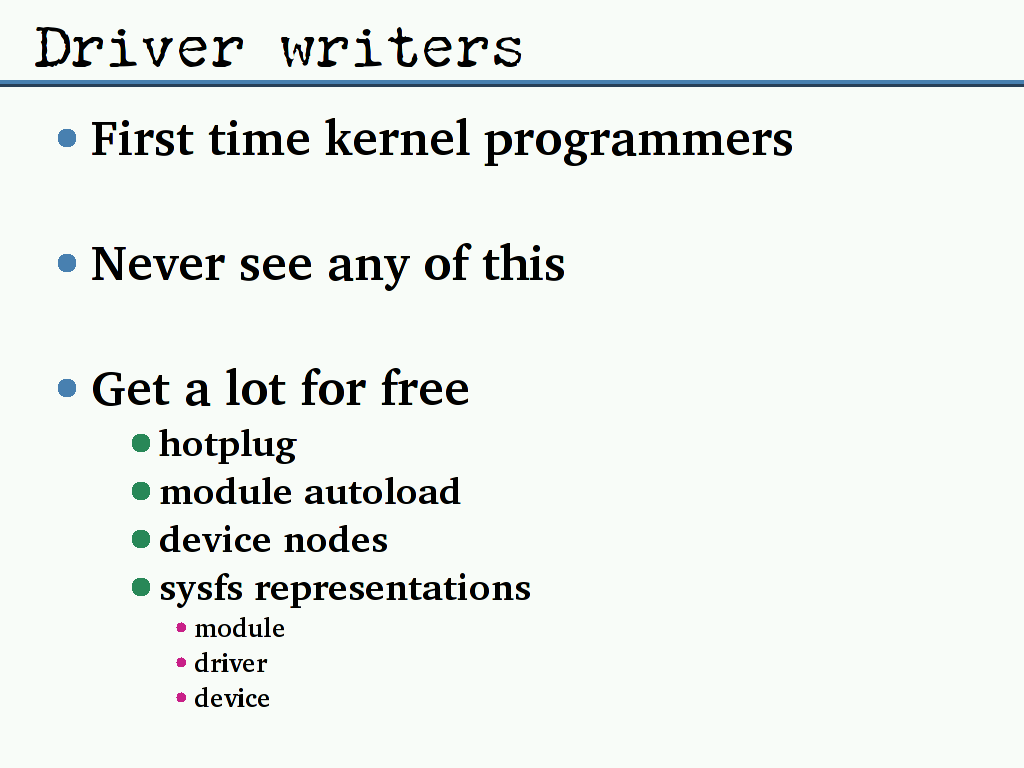 Driver writers
First time kernel programmers
Never see any of this
Get a lot for free
hotplug
module autoload
device nodes
sysfs representations
module
driver
device